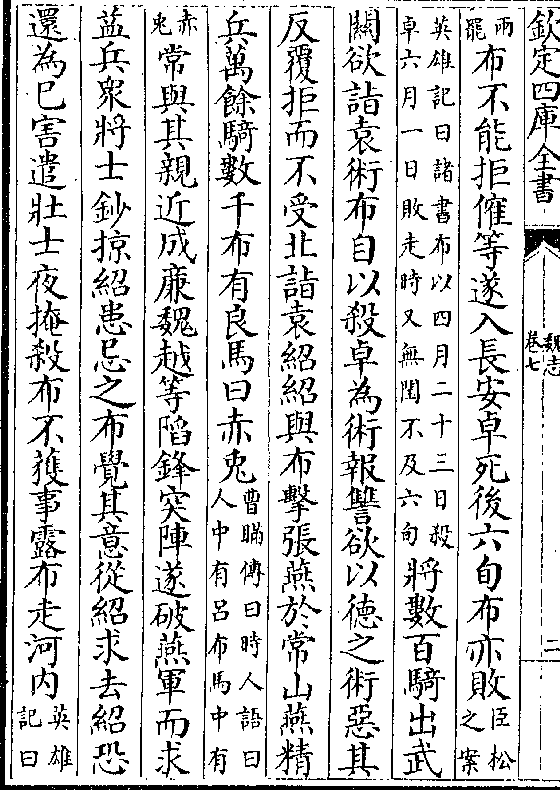 欽定四庫全書
魏志
卷七
三
兩罷布不能拒傕等遂入長安卓死後六旬布亦敗臣松之案
英雄記曰諸書布以四月二十三日殺卓六月一日敗走時又無閏不及六旬將數百騎出武
關欲詣袁術布自以殺卓為術報讐欲以德之術惡其
反覆拒而不受北詣袁紹紹與布擊張燕於常山燕精
兵萬餘騎數千布有良馬曰赤兎曹瞞傳曰時人語曰人中有呂布馬中有
赤兎常與其親近成廉魏越等陷鋒突陣遂破燕軍而求
益兵衆將士鈔掠紹患忌之布覺其意從紹求去紹恐
還為已害遣壯士夜掩殺布不獲事露布走河内英雄記曰